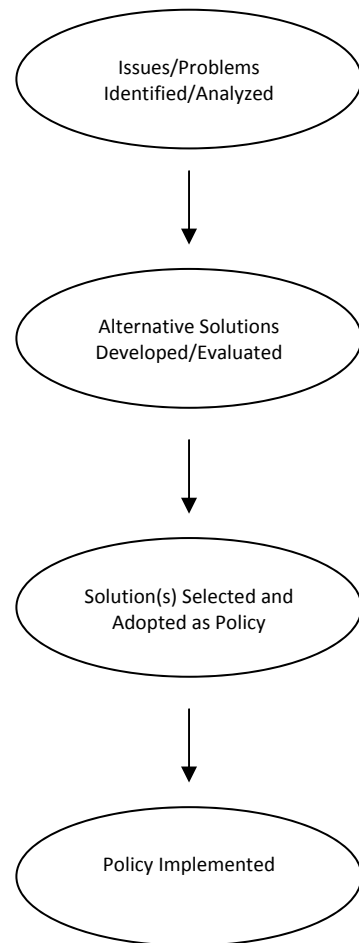 Issues/Problems
Identified/Analyzed
Alternative Solutions
Developed/Evaluated
Solution(s) Selected and
Adopted as Policy
Policy Implemented